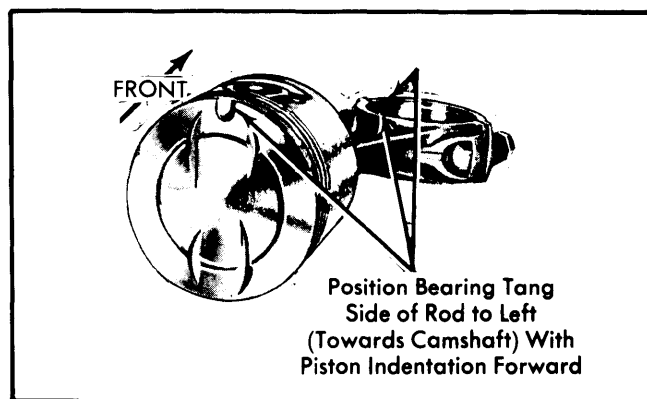 FRONT
Position Bearing Tang
Side of Rod to Left
(Towards Camshaft) With
Piston Indentation Forward